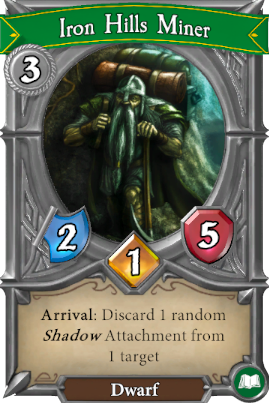 Iron Hills Miner
3
2
1
5
Arrival: Discard 1 random
Shadow Attachment from
1 target
Dwarf